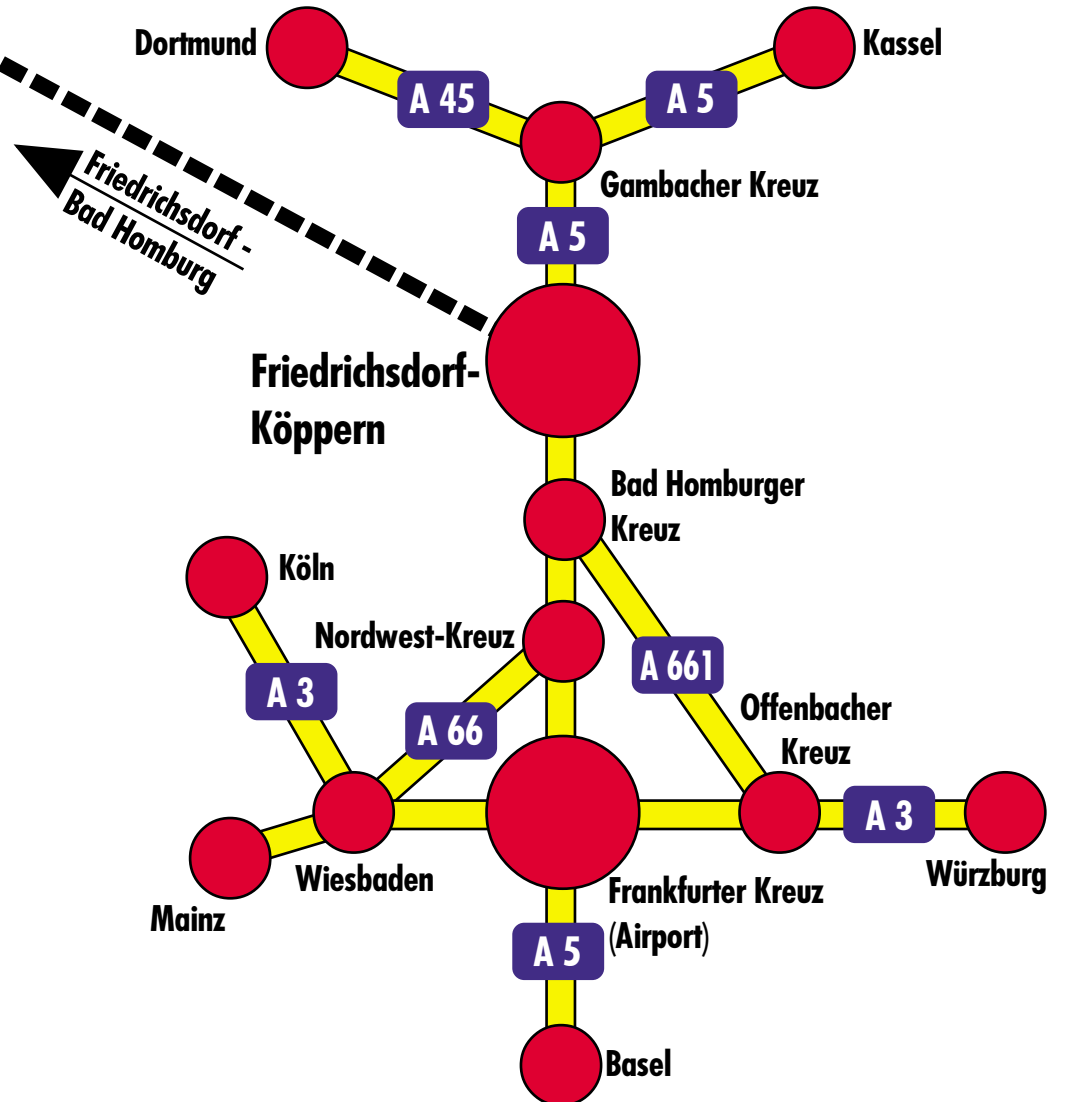 Dortmund
Kassel
A 45
A 5
Gambacher Kreuz
Friedrichsdorf -
Bad Homburg
A 5
Friedrichsdorf-
Köppern
Bad Homburger
Kreuz
Köln
Nordwest-Kreuz
A 661
A 3
Offenbacher
Kreuz
A 66
A 3
Wiesbaden
Würzburg
Mainz
Frankfurter Kreuz
(Airport)
A 5
Basel